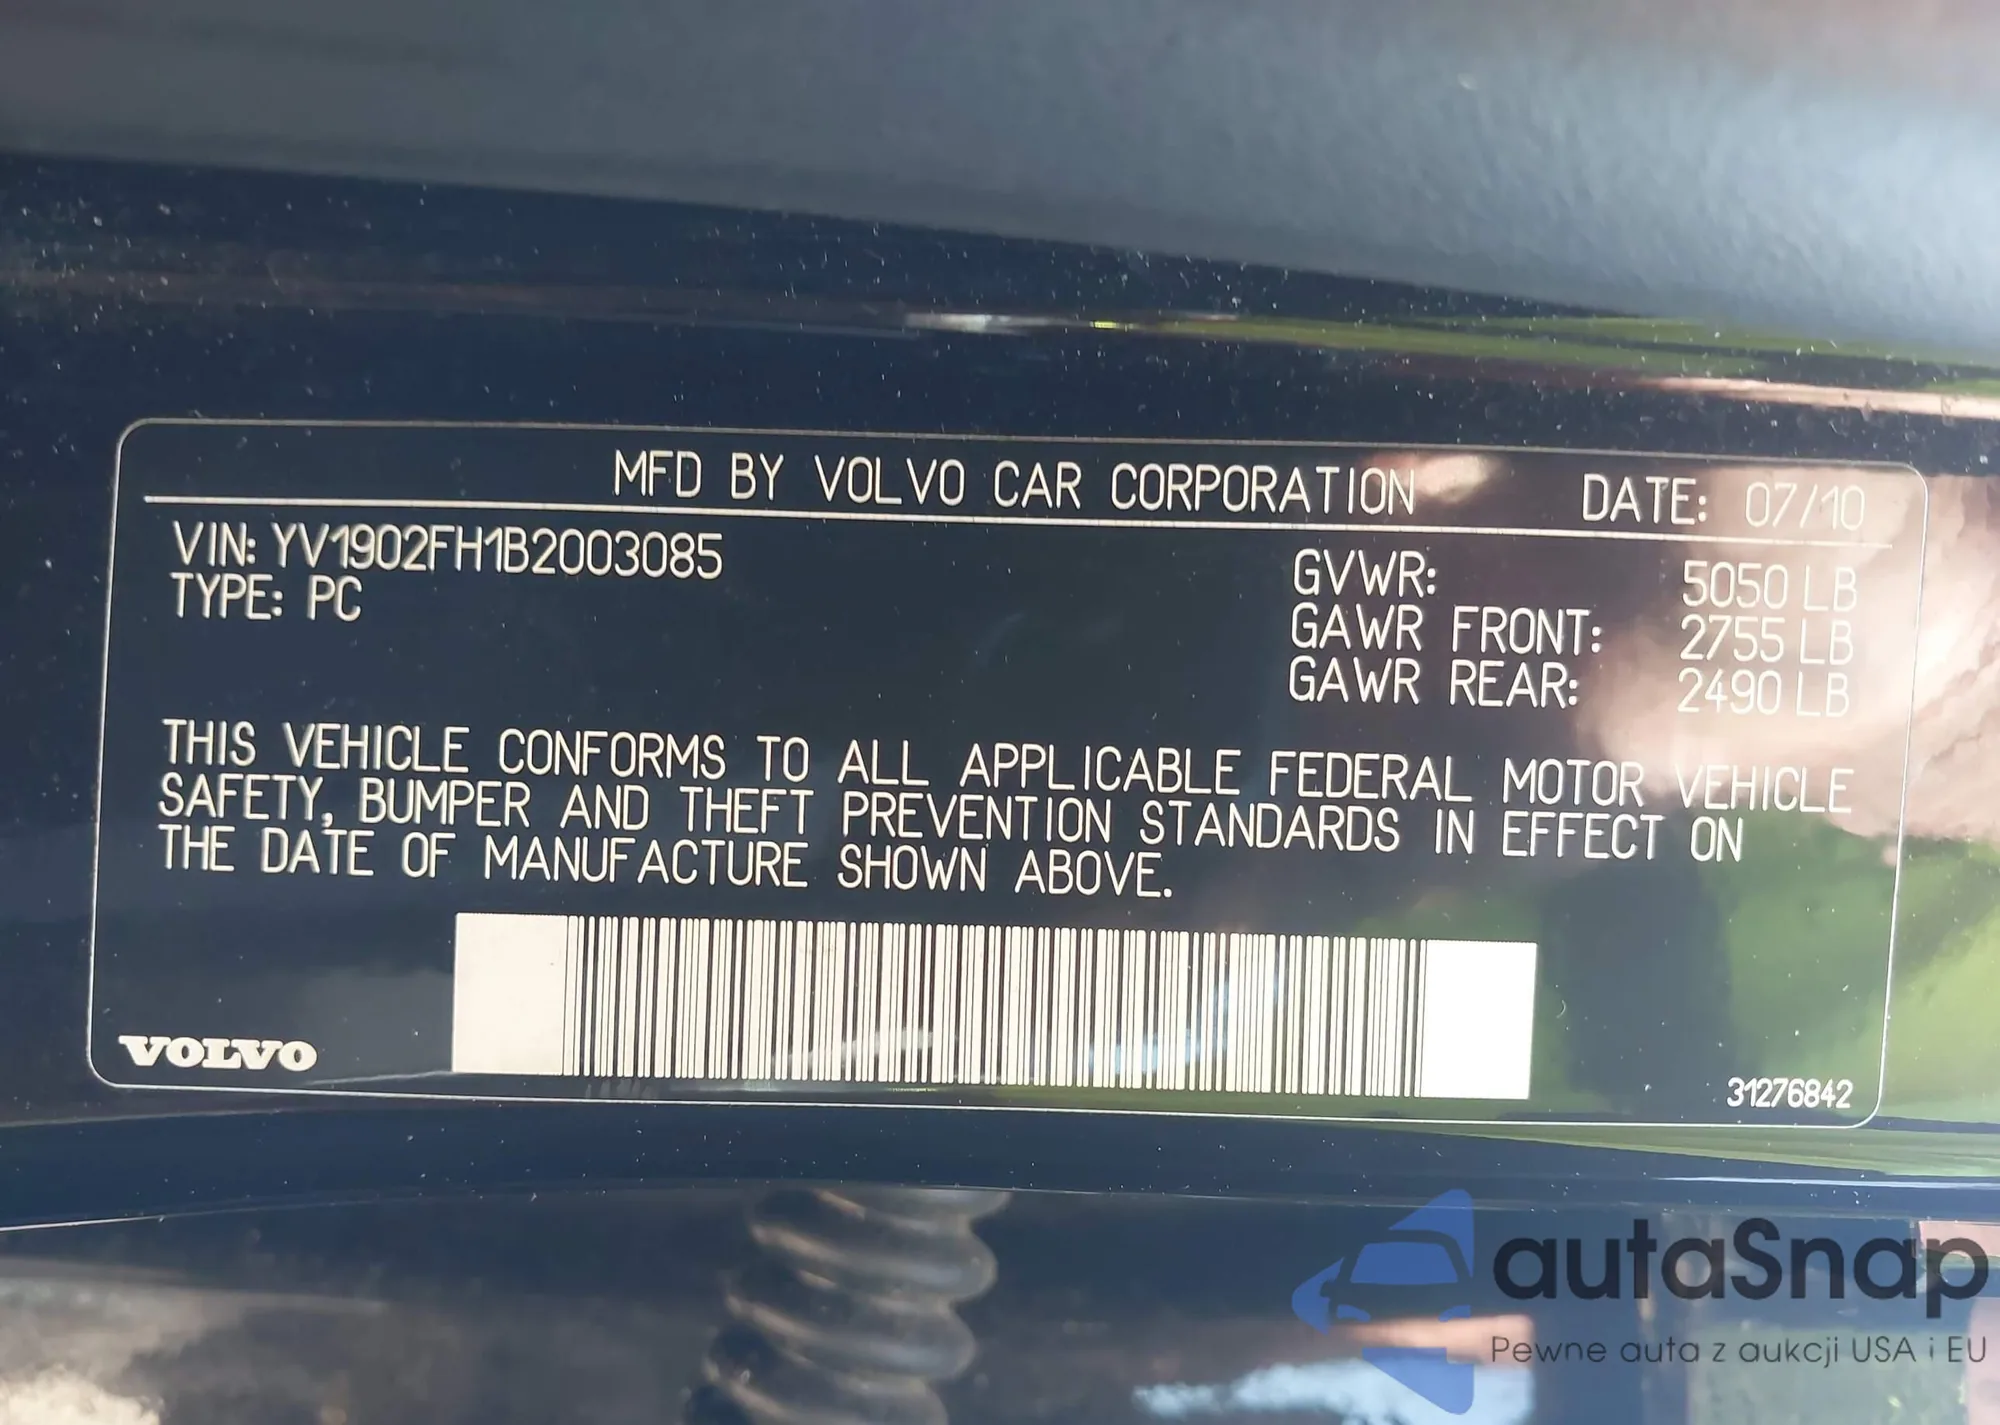 MFD BY VOLVO CAR CORPORATION DATE: 07/10
VIN: YV1902FH1B2003085
TYPE: PC
GVWR: 5050 LB
GAWR FRONT: 2755 LB
GAWR REAR: 2490 LB
THIS VEHICLE CONFORMS TO ALL APPLICABLE FEDERAL MOTOR VEHICLE
SAFETY, BUMPER AND THEFT PREVENTION STANDARDS IN EFFECT ON
THE DATE OF MANUFACTURE SHOWN ABOVE.
VOLVO
31276842
autaSnap
Pewne auta z aukcji USA i EU